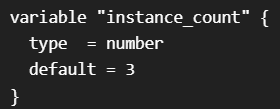 variable "instance_count" {
  type  = number
  default = 3
}